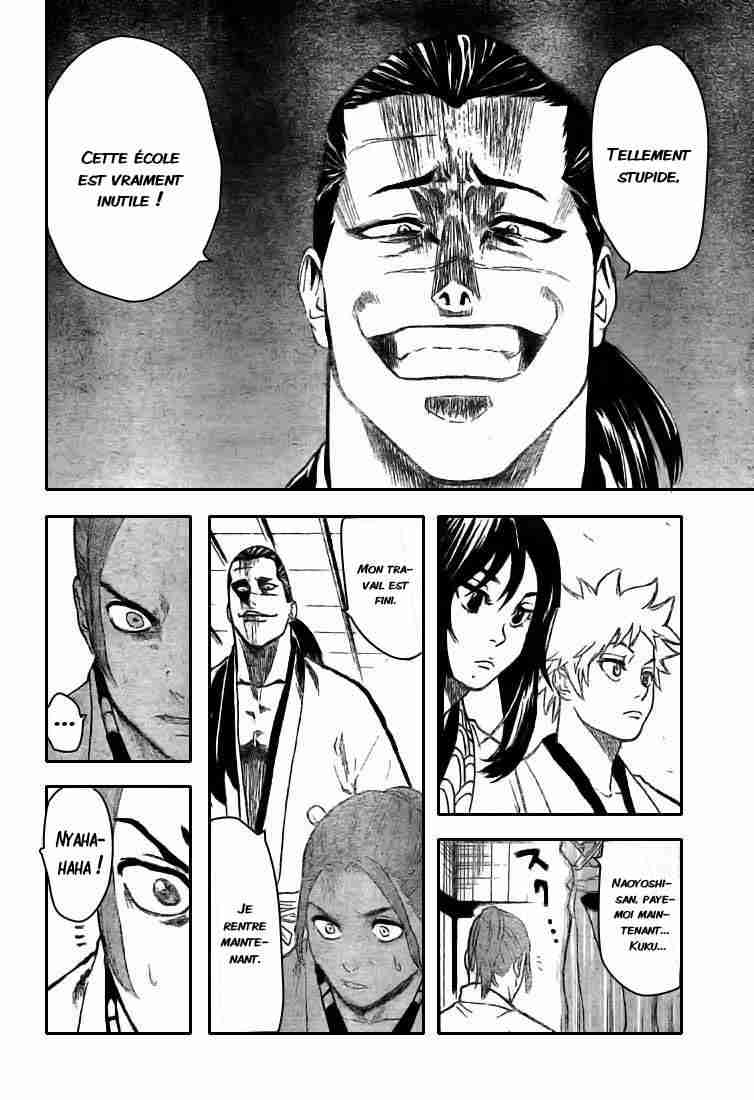 TELLEMENT
STUPIDE.
CETTE ÉCOLE
EST VRAIMENT
INUTILE !
NAOYOSHI-
SAN, PAYE-
MOI MAIN-
TENANT...
KUKU...
スク...
MON TRA-
VAIL EST
FINI.
JE
RENTRE
MAINTE-
NANT.
...
NYAHA-
HAHA !